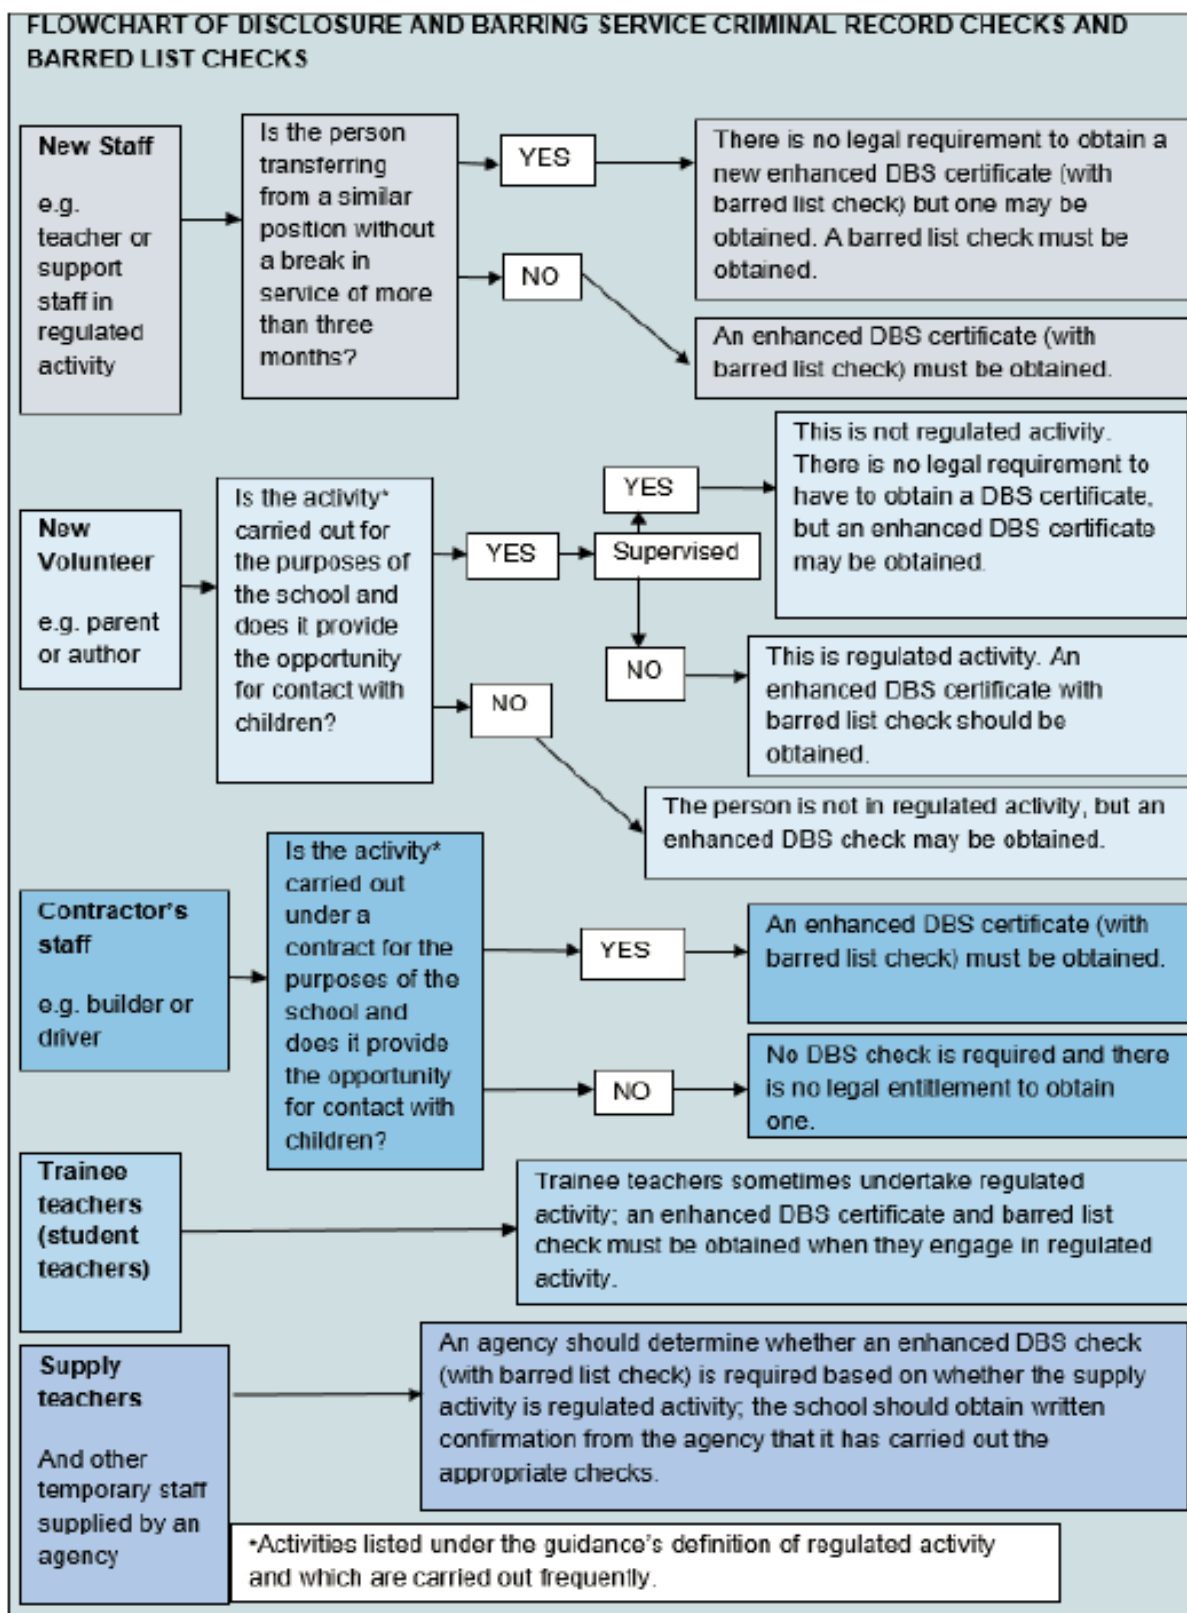 FLOWCHART OF DISCLOSURE AND BARRING SERVICE CRIMINAL RECORD CHECKS AND
BARRED LIST CHECKS
New Staff
e.g.
teacher or
support
staff in
regulated
activity
Is the person
transferring
from a similar
position without
a break in
service of more
than three
months?
YES
There is no legal requirement to obtain a
new enhanced DBS certificate (with
barred list check) but one may be
obtained. A barred list check must be
obtained.
NO
An enhanced DBS certificate (with
barred list check) must be obtained.
New
Volunteer
e.g. parent
or author
Is the activity*
carried out for
the purposes of
the school and
does it provide
the opportunity
for contact with
children?
YES
Supervised
YES
This is not regulated activity.
There is no legal requirement to
have to obtain a DBS certificate,
but an enhanced DBS certificate
may be obtained.
NO
This is regulated activity. An
enhanced DBS certificate with
barred list check should be
obtained.
NO
The person is not in regulated activity, but an
enhanced DBS check may be obtained.
Contractor's
staff
e.g. builder or
driver
Is the activity*
carried out
under a
contract for the
purposes of the
school and
does it provide
the opportunity
for contact with
children?
YES
An enhanced DBS certificate (with
barred list check) must be obtained.
NO
No DBS check is required and there
is no legal entitlement to obtain
one.
Trainee
teachers
(student
teachers)
Trainee teachers sometimes undertake regulated
activity; an enhanced DBS certificate and barred list
check must be obtained when they engage in regulated
activity.
Supply
teachers
And other
temporary staff
supplied by an
agency
An agency should determine whether an enhanced DBS check
(with barred list check) is required based on whether the supply
activity is regulated activity; the school should obtain written
confirmation from the agency that it has carried out the
appropriate checks.
*Activities listed under the guidance's definition of regulated activity
and which are carried out frequently.